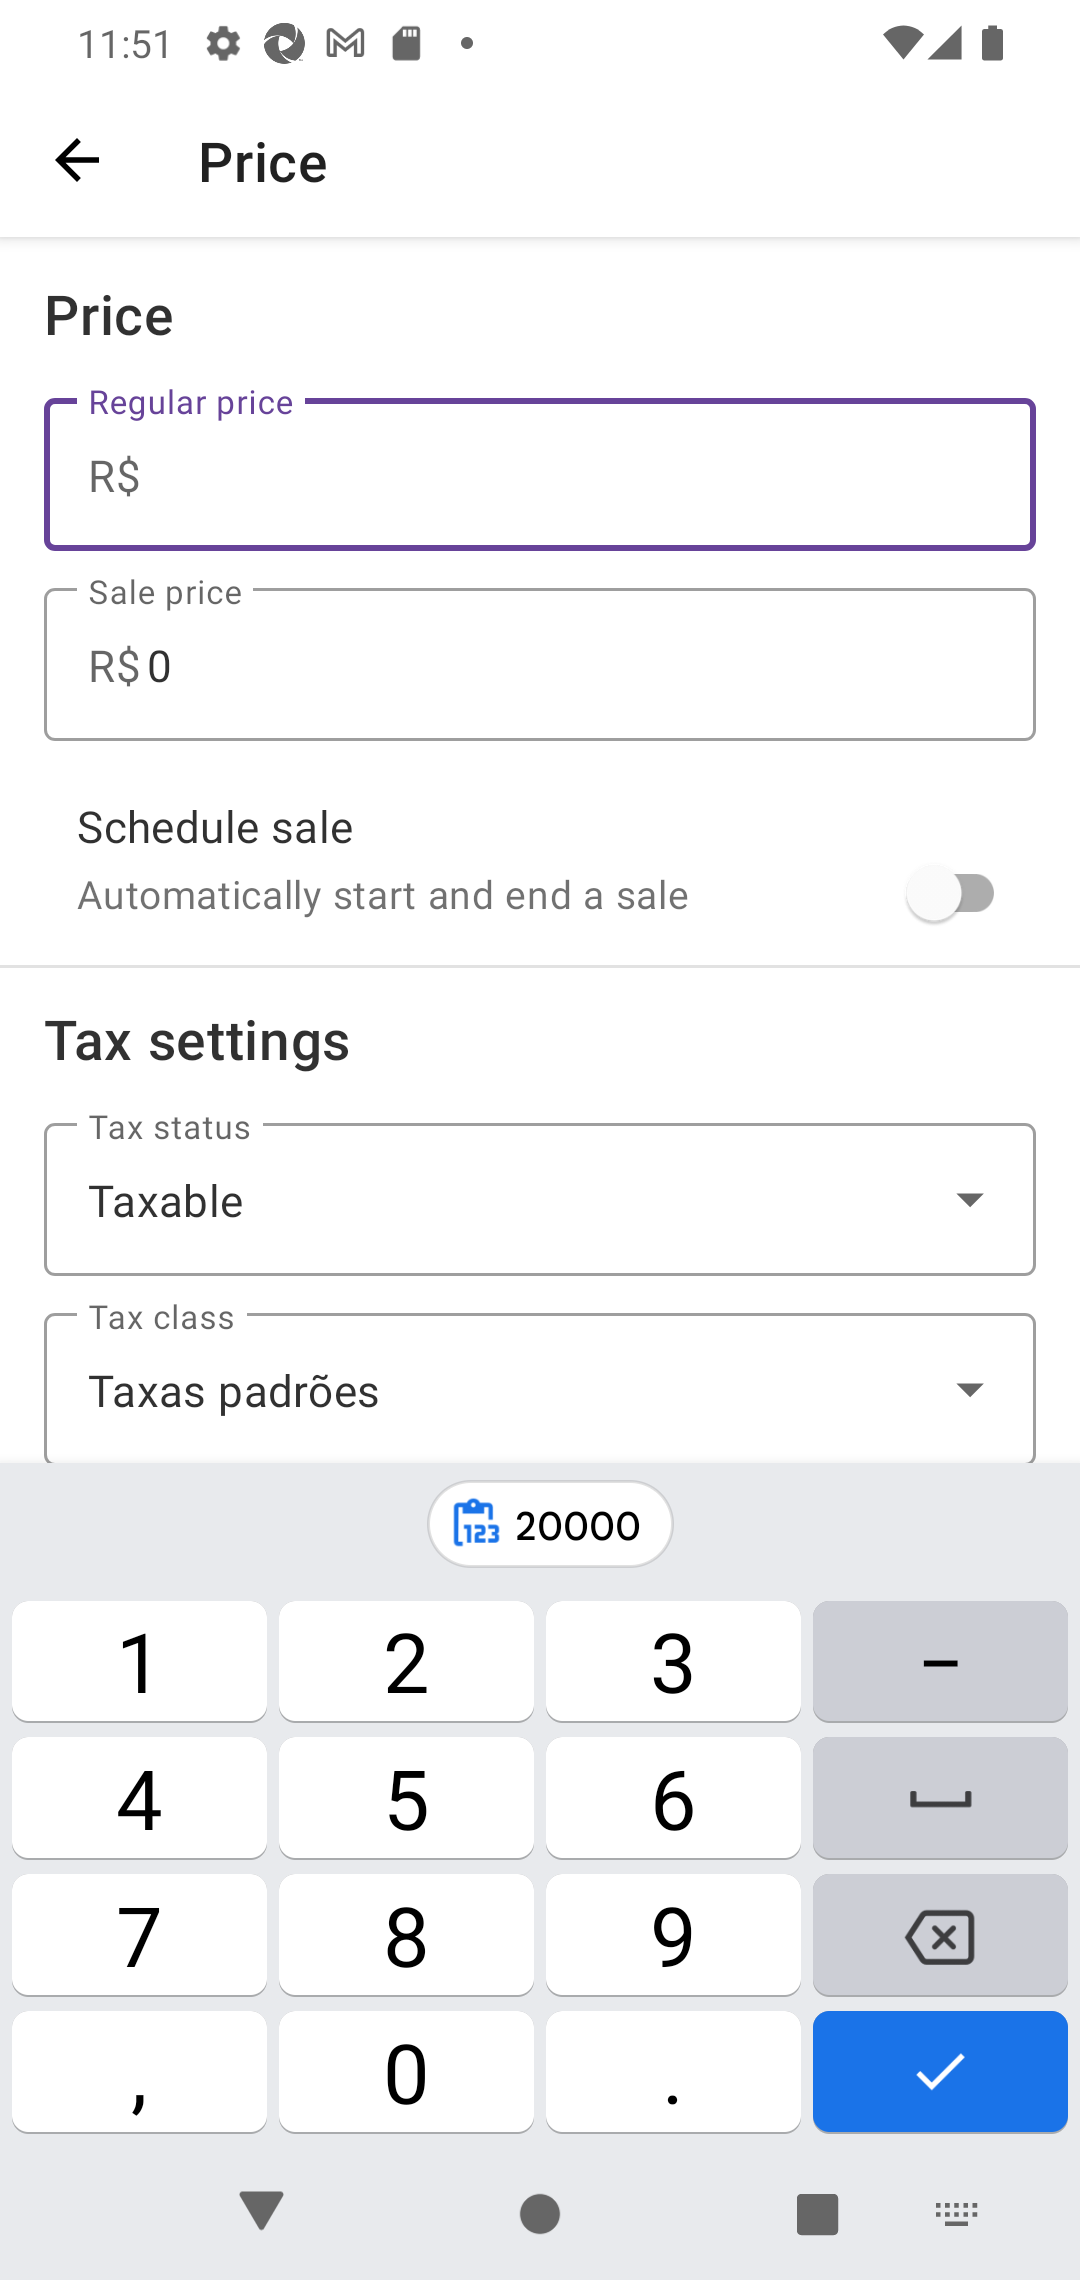 11:51
Price
Price
Regular price
R$
Sale price
R$ 0
Schedule sale
Automatically start and end a sale
Tax settings
Tax status
Taxable
Tax class
Taxas padrões
123 20000
1 2 3 –
4 5 6
7 8 9
, 0 .